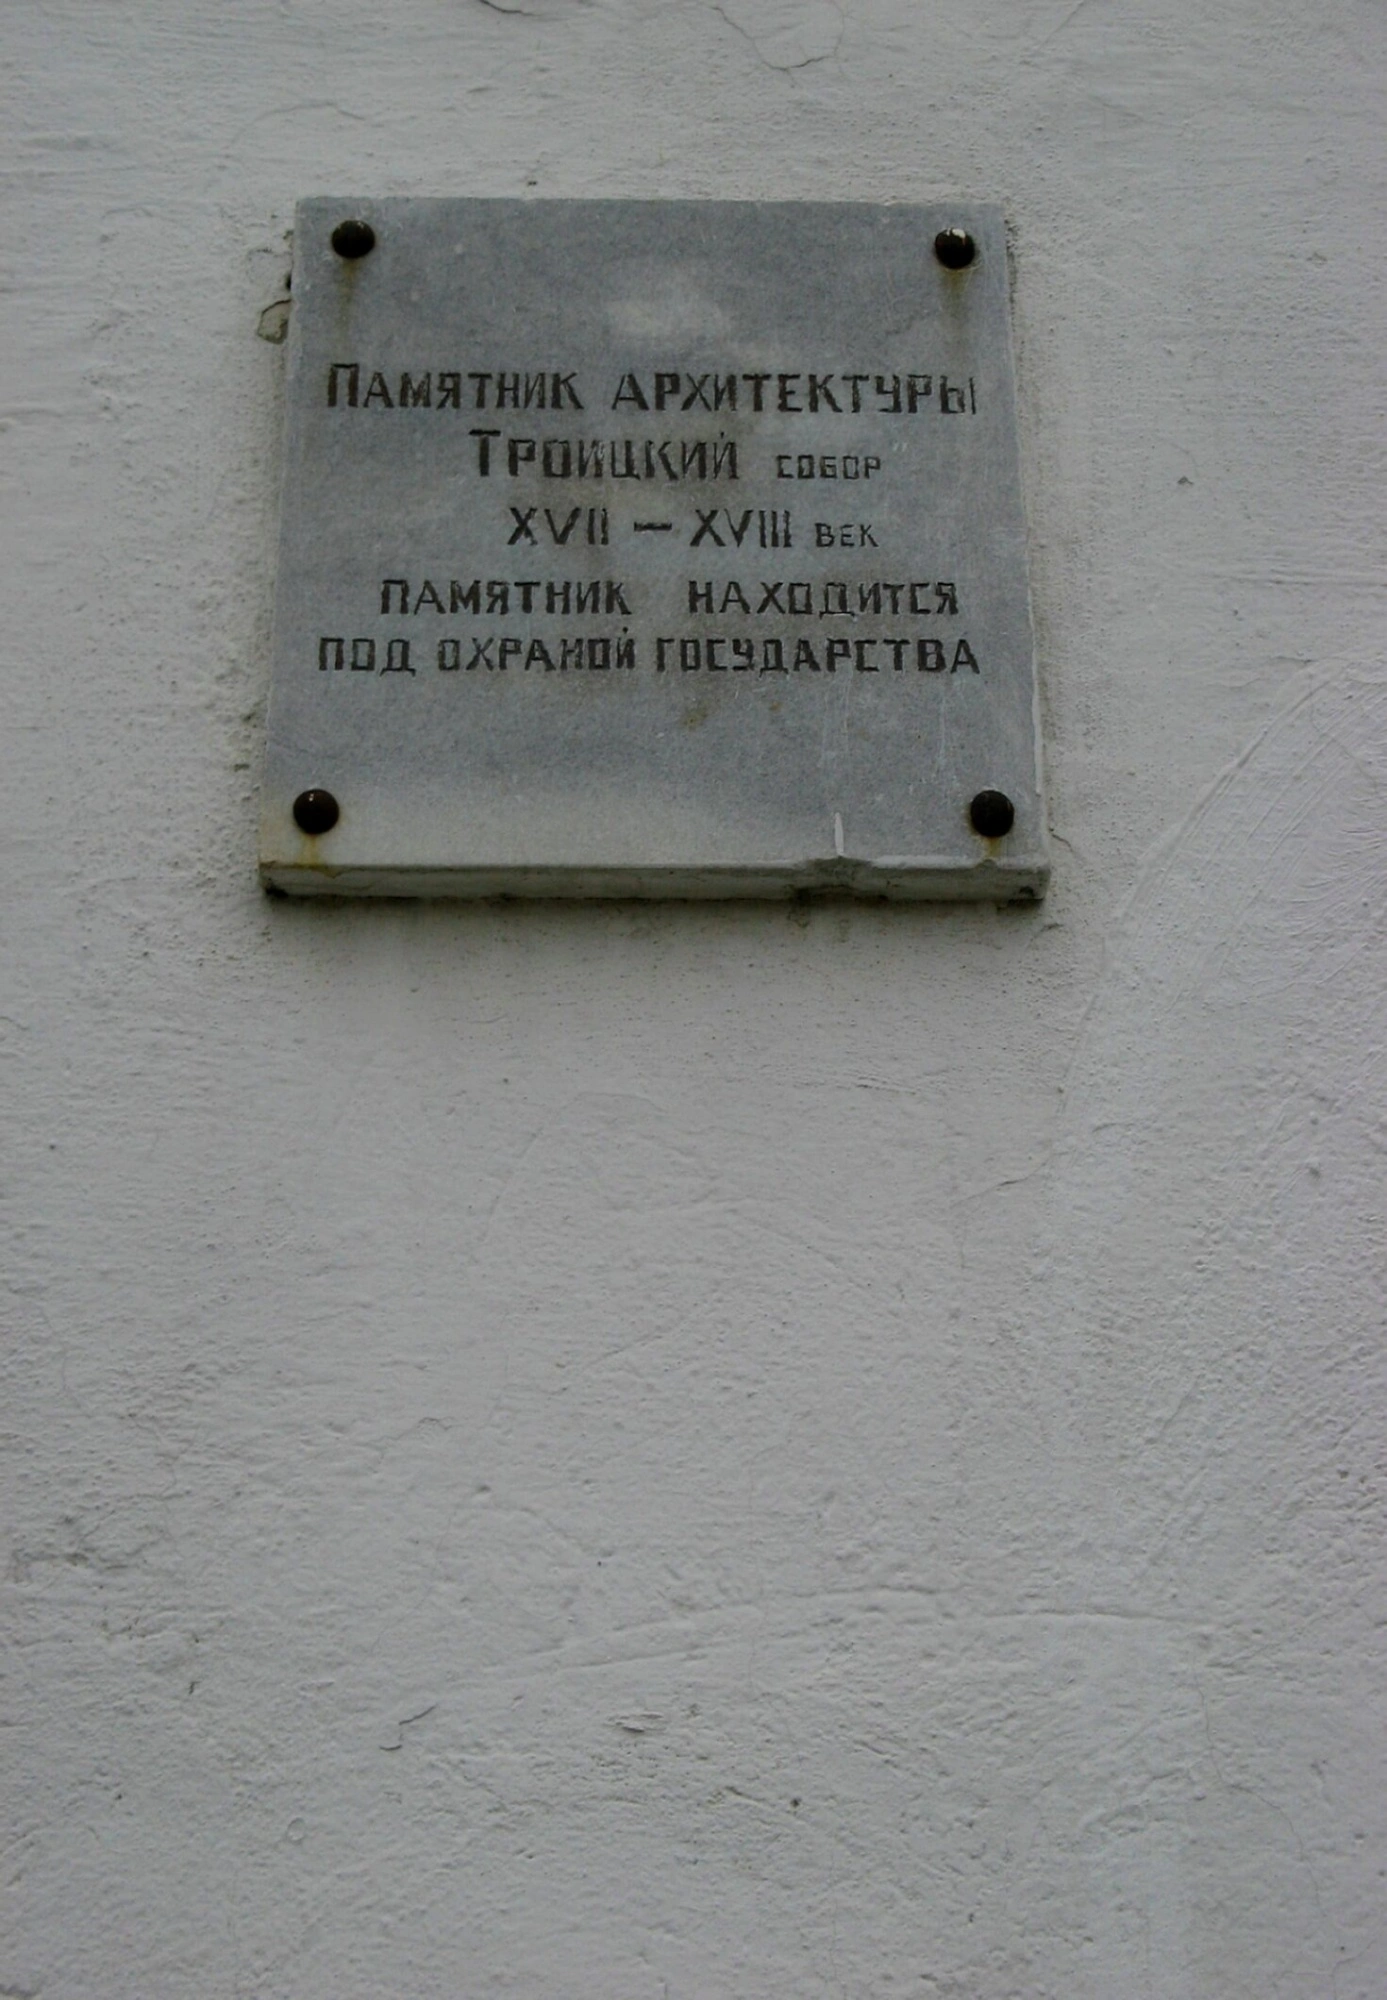 Памятник архитектуры
Троицкий собор
XVII – XVIII век
памятник находится
под охраной государства